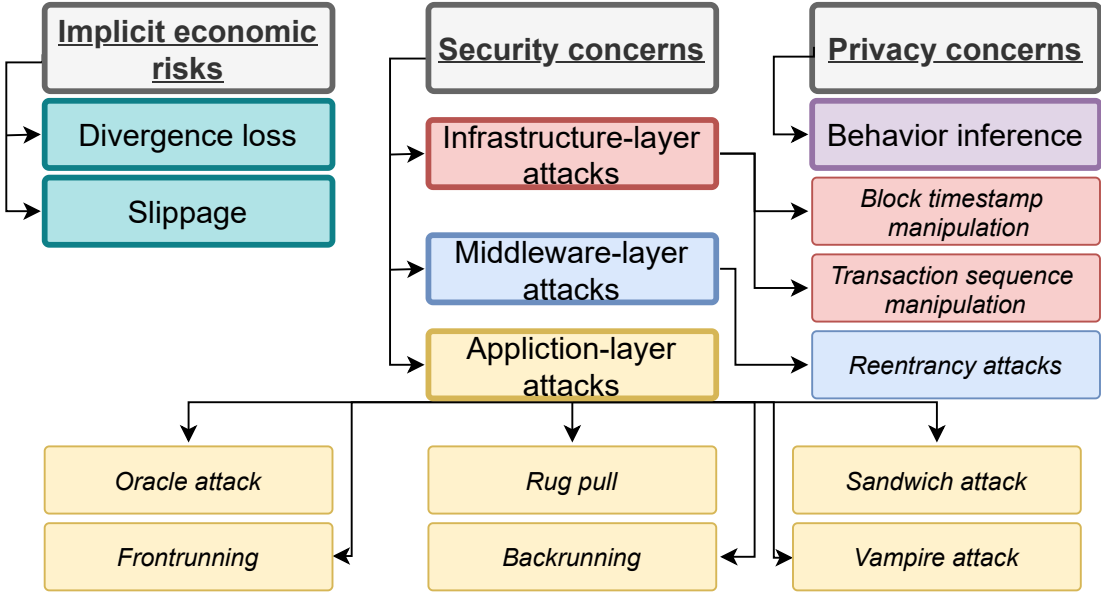 Implicit economic
risks
Divergence loss
Slippage
Security concerns
Infrastructure-layer
attacks
Middleware-layer
attacks
Appliction-layer
attacks
Privacy concerns
Behavior inference
Block timestamp
manipulation
Transaction sequence
manipulation
Reentrancy attacks
Oracle attack
Rug pull
Sandwich attack
Frontrunning
Backrunning
Vampire attack